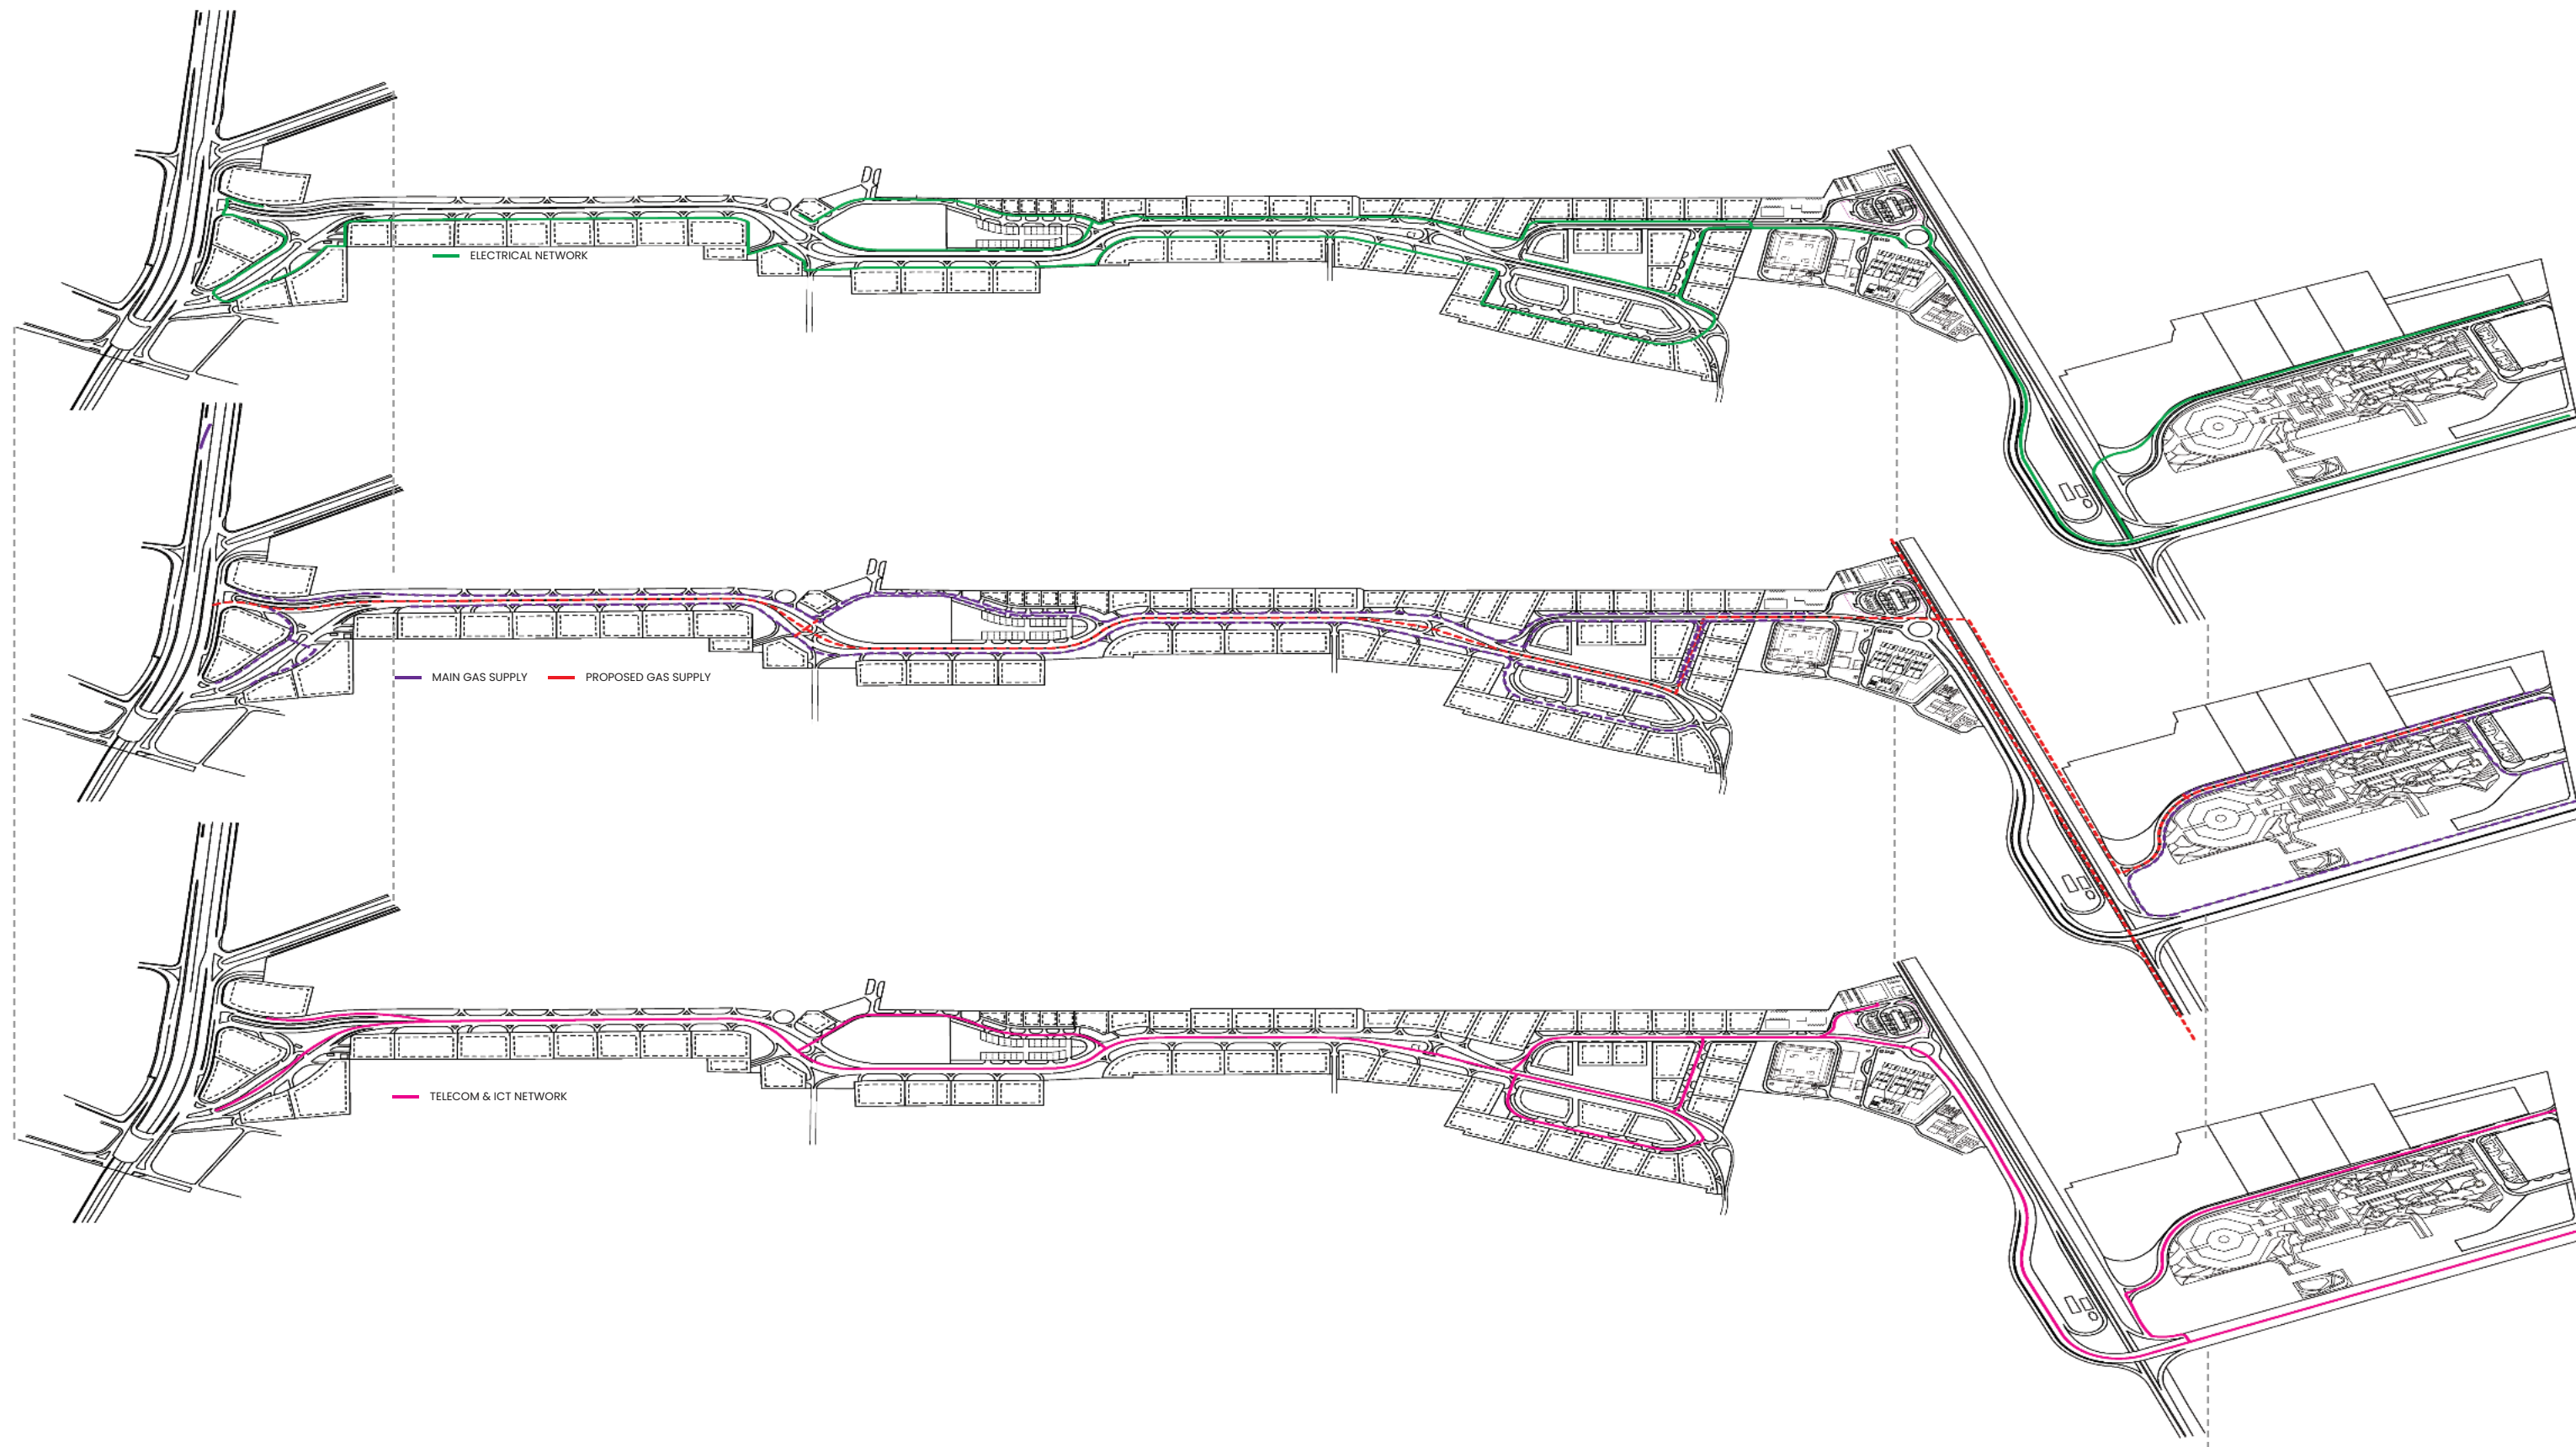 ELECTRICAL NETWORK
MAIN GAS SUPPLY
PROPOSED GAS SUPPLY
TELECOM & ICT NETWORK